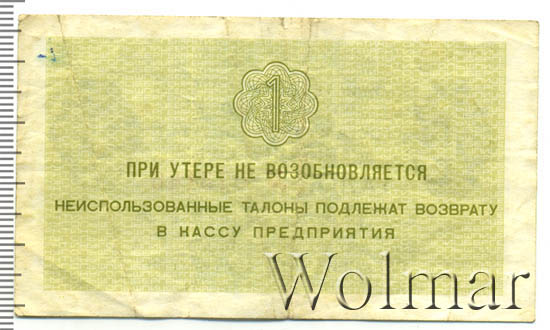 1
ПРИ УТЕРЕ НЕ ВОЗОБНОВЛЯЕТСЯ
НЕИСПОЛЬЗОВАННЫЕ ТАЛОНЫ ПОДЛЕЖАТ ВОЗВРАТУ
В КАССУ ПРЕДПРИЯТИЯ
Wolmar